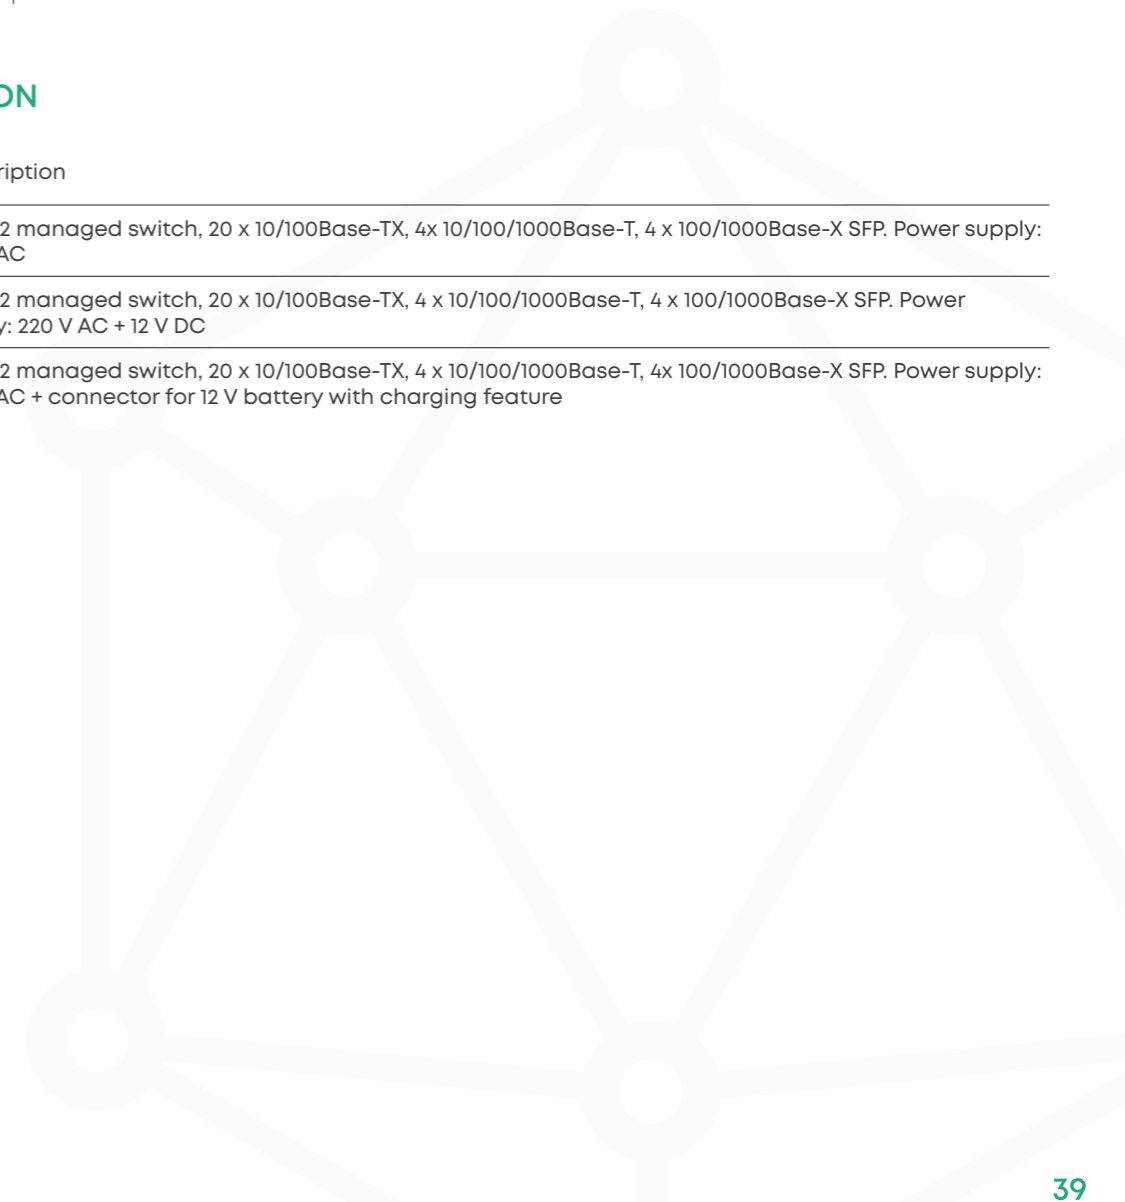 ON
ription
2 managed switch, 20 x 10/100Base-TX, 4x 10/100/1000Base-T, 4 x 100/1000Base-X SFP. Power supply:
AC
2 managed switch, 20 x 10/100Base-TX, 4 x 10/100/1000Base-T, 4 x 100/1000Base-X SFP. Power
y: 220 V AC + 12 V DC
2 managed switch, 20 x 10/100Base-TX, 4 x 10/100/1000Base-T, 4x 100/1000Base-X SFP. Power supply:
AC + connector for 12 V battery with charging feature
39